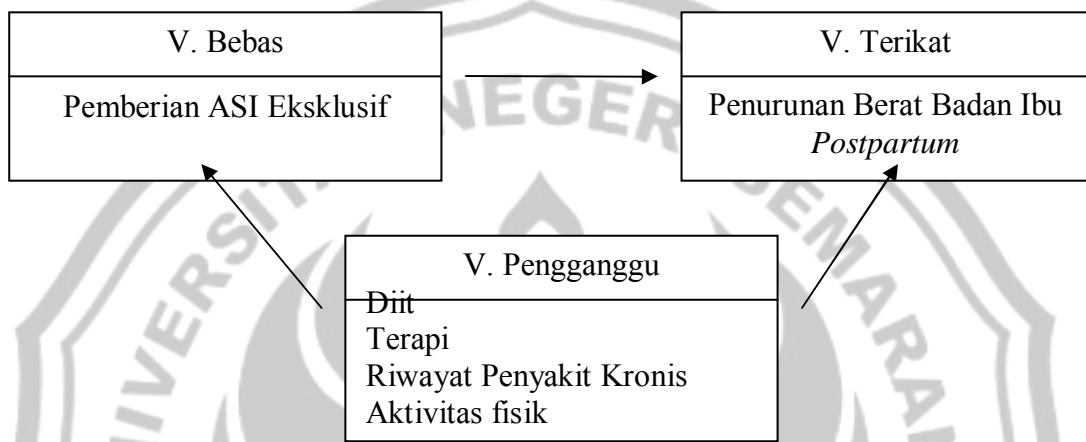 V. Bebas
Pemberian ASI Eksklusif
V. Terikat
Penurunan Berat Badan Ibu
Postpartum
V. Pengganggu
Diit
Terapi
Riwayat Penyakit Kronis
Aktivitas fisik